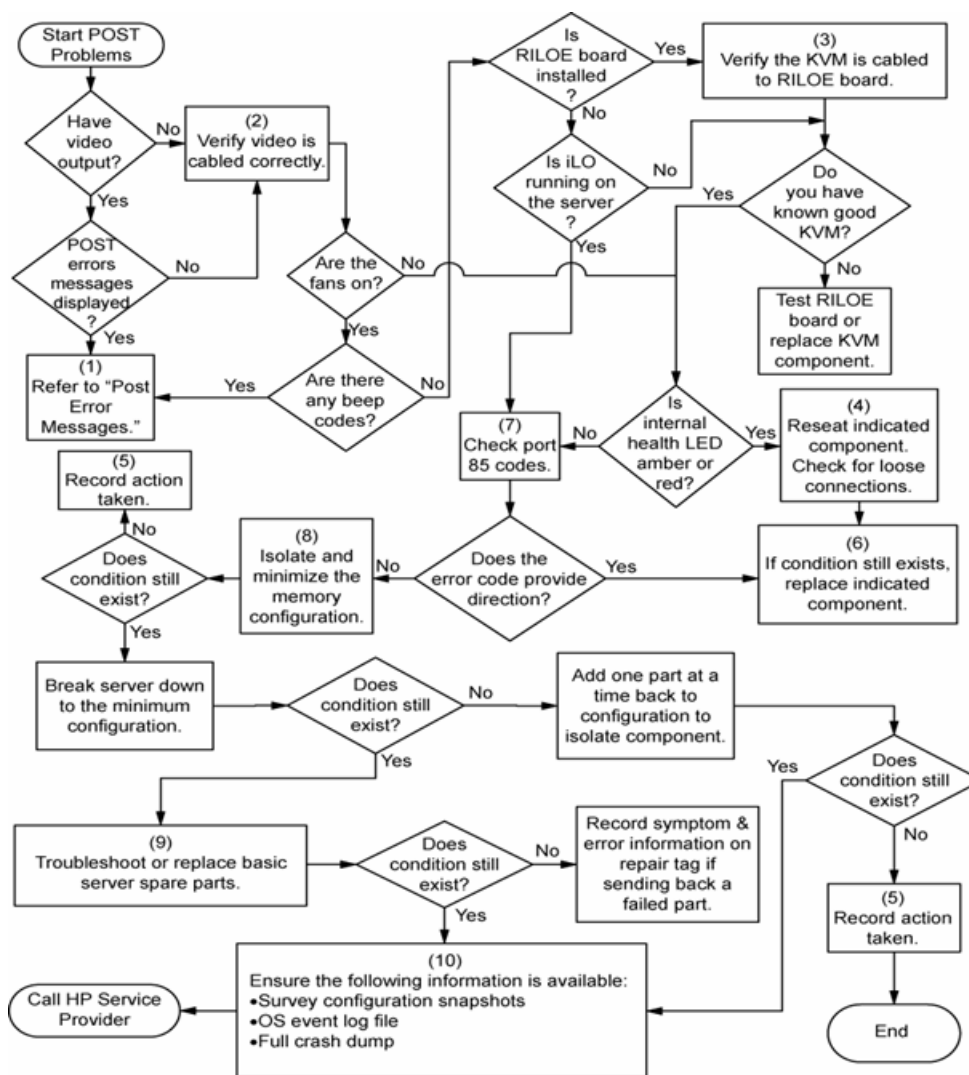 Start POST
Problems
Have
video
output?
No
Yes
(2)
Verify video is
cabled correctly.
POST
errors
messages
displayed
?
No
Yes
(1)
Refer to “Post
Error
Messages.”
Are the
fans on?
No
Yes
Are there
any beep
codes?
Yes
No
Is
RILOE board
installed
?
Yes
No
(3)
Verify the KVM is cabled
to RILOE board.
Is iLO
running on
the server
?
No
Yes
Do
you have
known good
KVM?
Yes
No
Test RILOE
board or
replace KVM
component.
Is
internal
health LED
amber or
red?
No
Yes
(4)
Reseat indicated
component.
Check for loose
connections.
(7)
Check port
85 codes.
(6)
If condition still exists,
replace indicated
component.
Does the
error code provide
direction?
No
Yes
(8)
Isolate and
minimize the
memory
configuration.
(5)
Record action
taken.
No
Does
condition still
exist?
Yes
Break server down
to the minimum
configuration.
Does
condition still
exist?
No
Yes
Add one part at a
time back to
configuration to
isolate component.
Does
condition still
exist?
Yes
No
(9)
Troubleshoot or replace basic
server spare parts.
Does
condition still
exist?
No
Yes
Record symptom &
error information on
repair tag if
sending back a
failed part.
(5)
Record action
taken.
End
(10)
Ensure the following information is available:
•Survey configuration snapshots
•OS event log file
•Full crash dump
Call HP Service
Provider